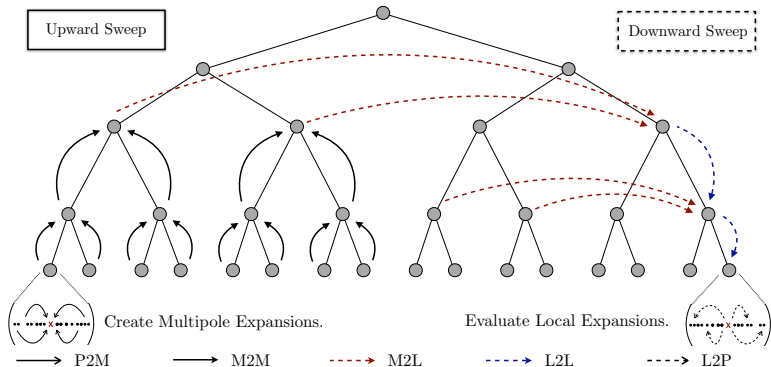 Upward Sweep
Downward Sweep
x
x
Create Multipole Expansions.
Evaluate Local Expansions.
P2M
M2M
M2L
L2L
L2P